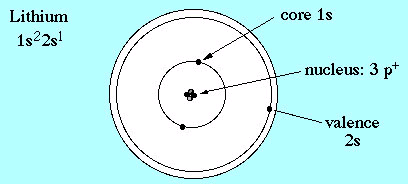 Lithium
1s²2s¹
core 1s
nucleus: 3 p⁺
valence
2s